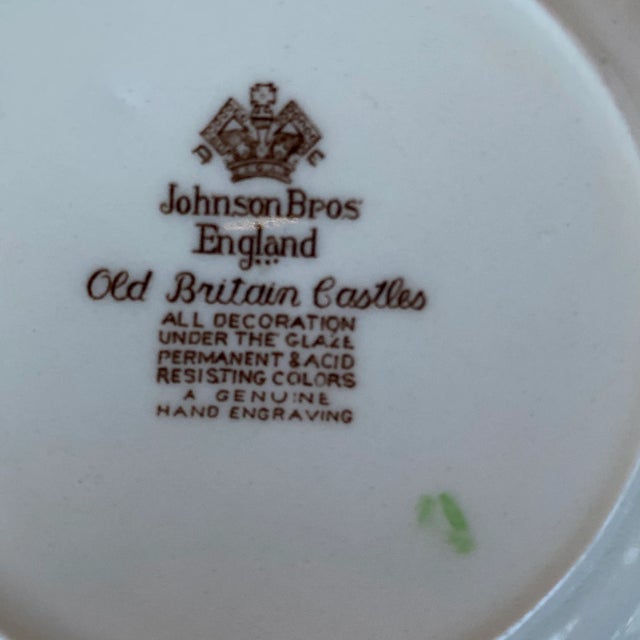 Johnson Bros
England
Old Britain Castles
ALL DECORATION
UNDER THE GLAZE
PERMANENT & ACID
RESISTING COLORS
A GENUINE
HAND ENGRAVING